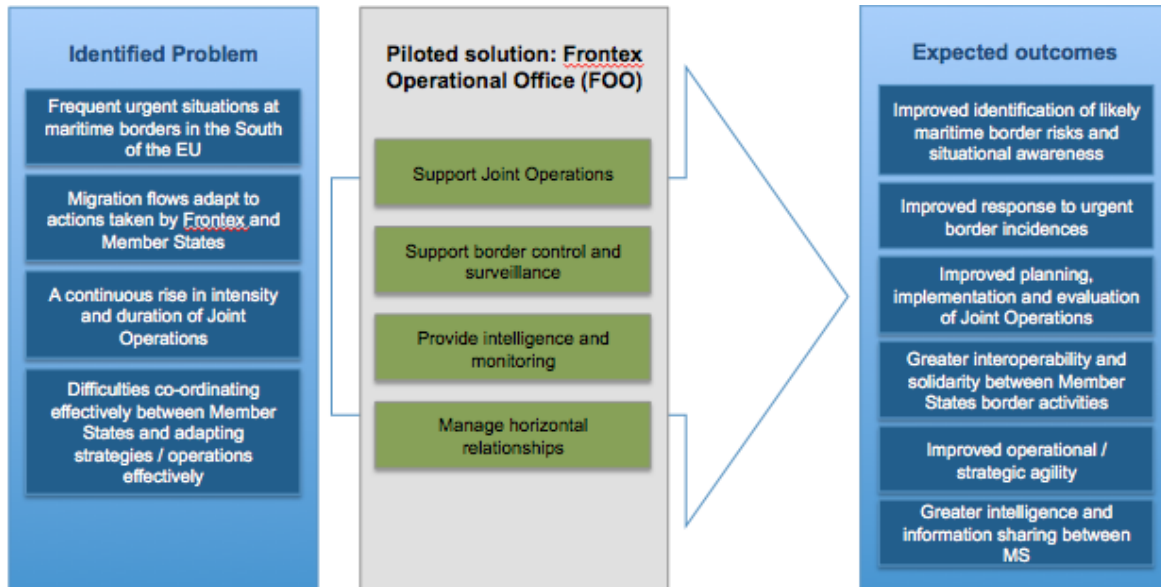 Identified Problem
Frequent urgent situations at
maritime borders in the South
of the EU
Migration flows adapt to
actions taken by Frontex and
Member States
A continuous rise in intensity
and duration of Joint
Operations
Difficulties co-ordinating
effectively between Member
States and adapting
strategies / operations
effectively
Piloted solution: Frontex
Operational Office (FOO)
Support Joint Operations
Support border control and
surveillance
Provide intelligence and
monitoring
Manage horizontal
relationships
Expected outcomes
Improved identification of likely
maritime border risks and
situational awareness
Improved response to urgent
border incidences
Improved planning,
implementation and evaluation
of Joint Operations
Greater interoperability and
solidarity between Member
States border activities
Improved operational /
strategic agility
Greater intelligence and
information sharing between
MS